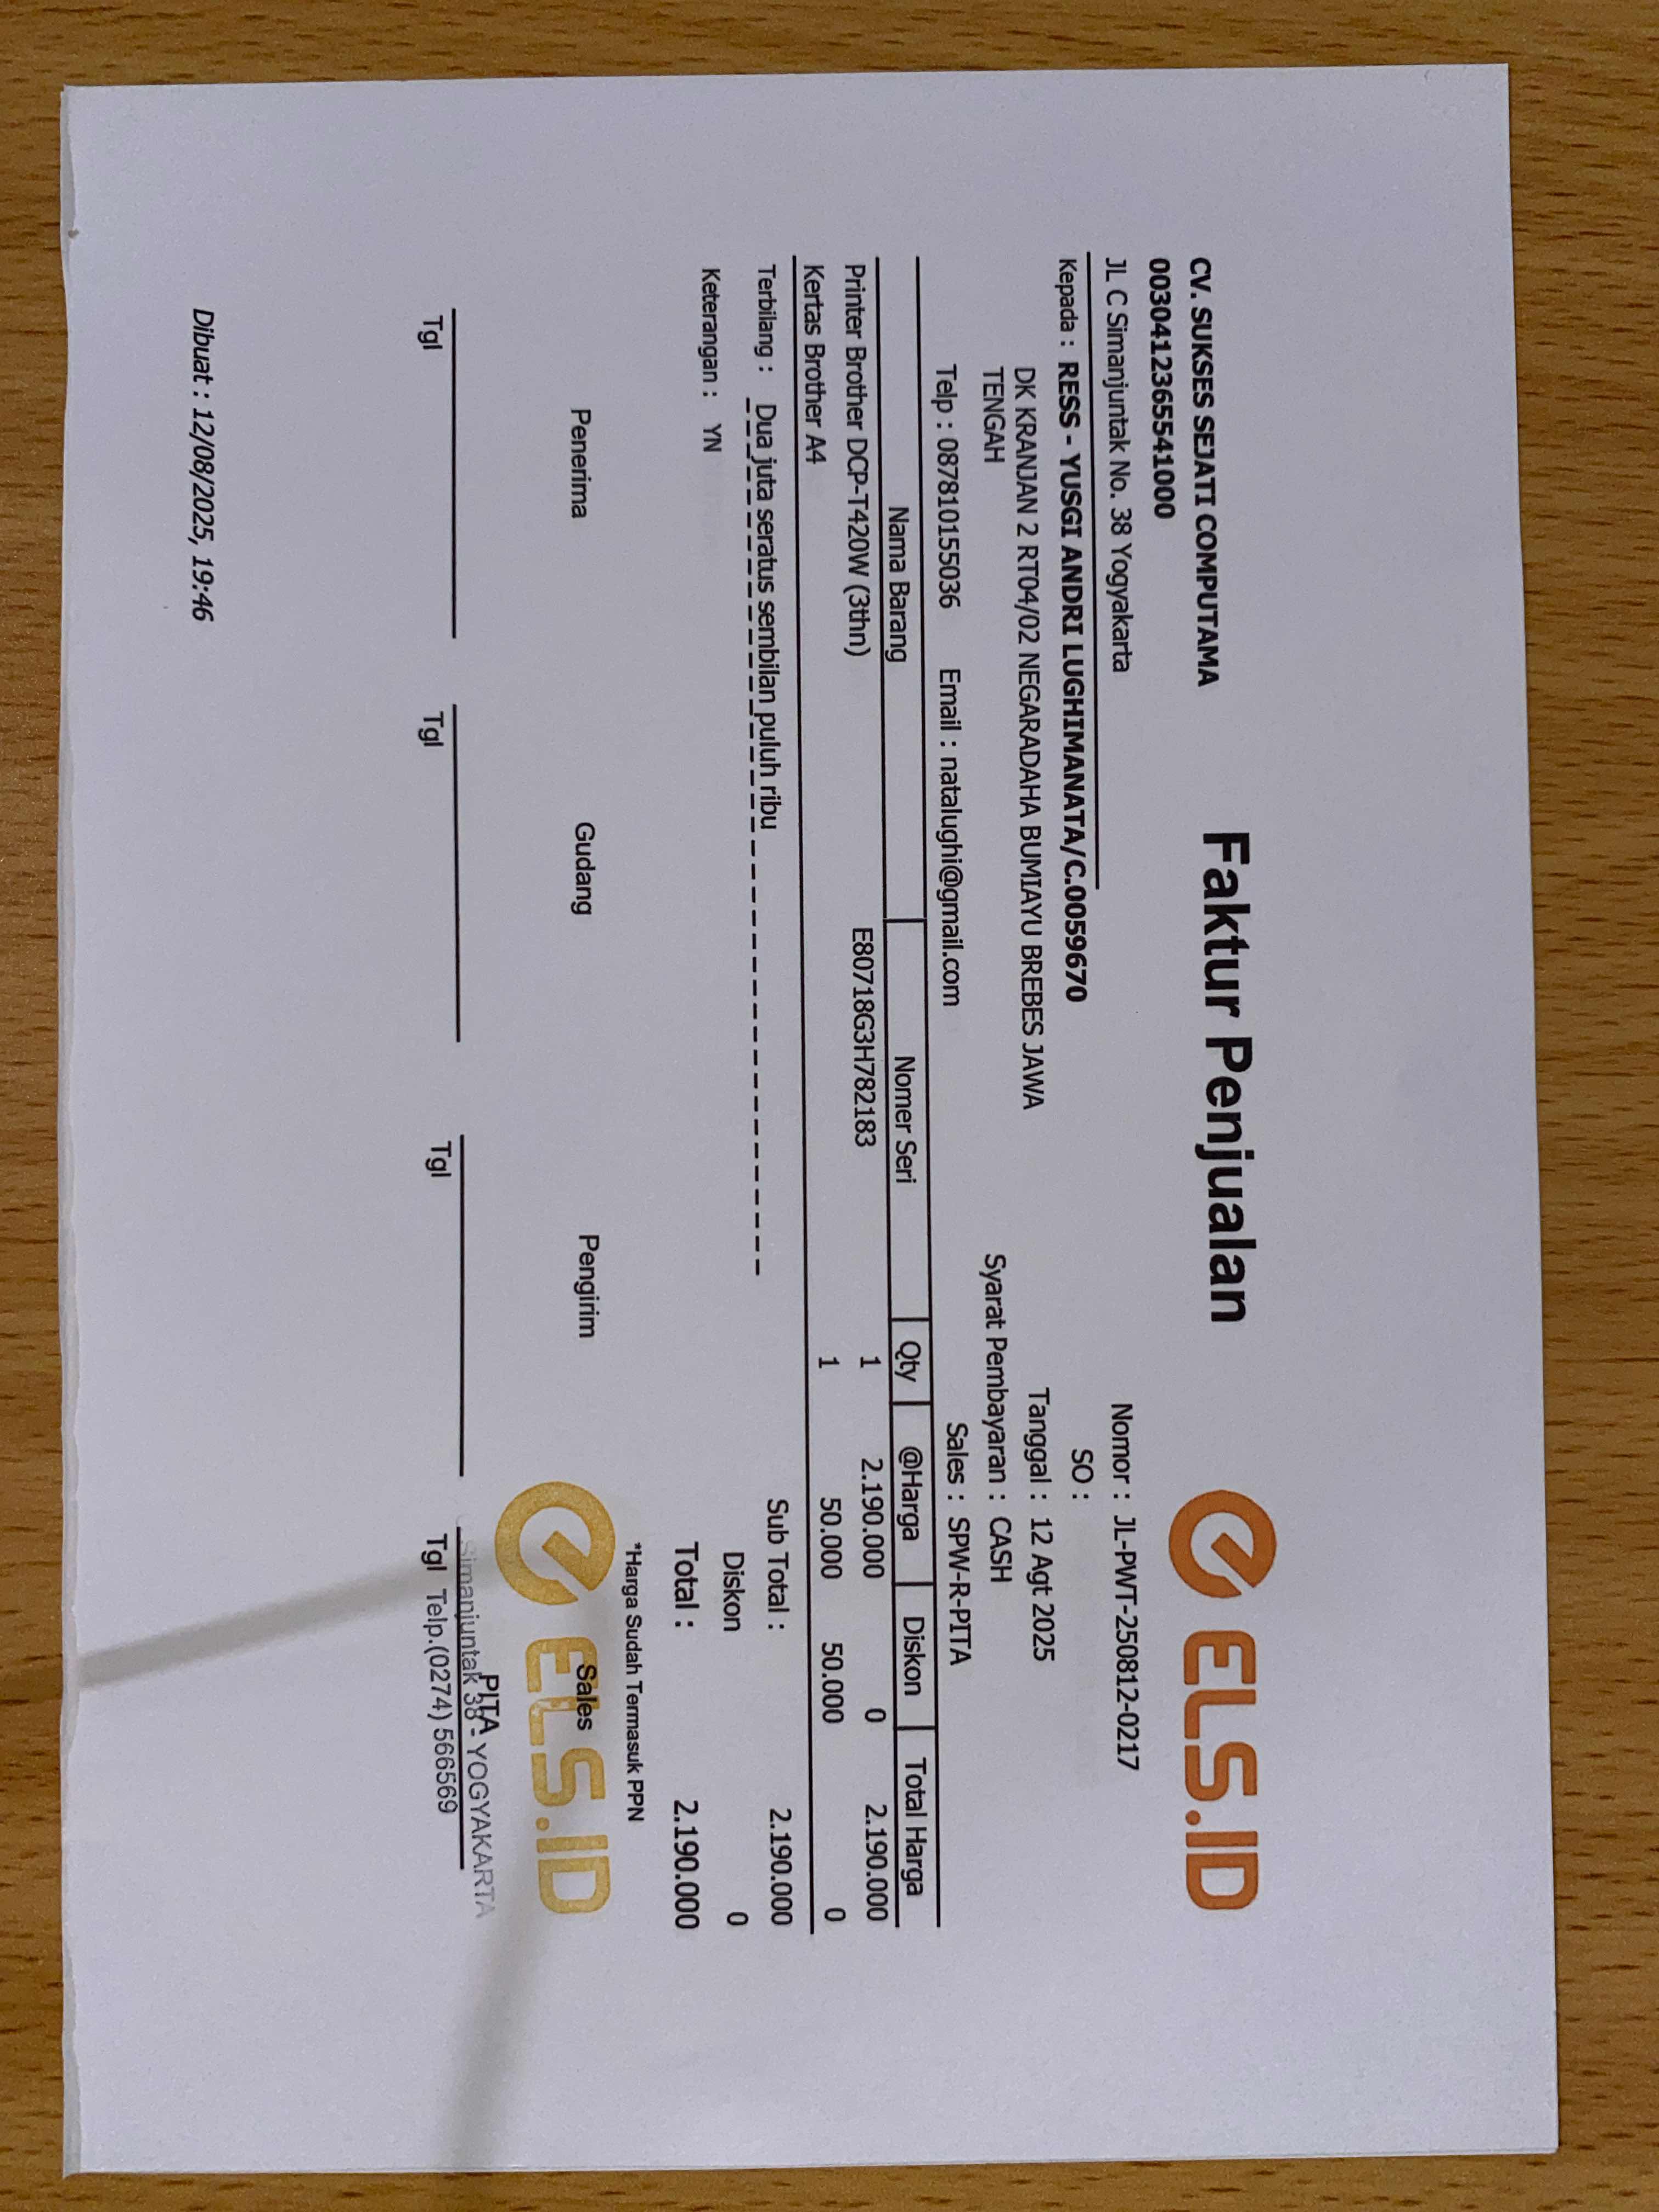 CV. SUKSES SEJATI COMPUTAMA
0030412365541000
JL C Simanjuntak No. 38 Yogyakarta
Faktur Penjualan
ELS.ID
Kepada : RESS - YUSGI ANDRI LUGHIMANATA/C.0059670
DK KRANJAN 2 RT04/02 NEGARADAHA BUMIAYU BREBES JAWA
TENGAH
Telp : 087810155036 Email : natalughi@gmail.com
Nomor : JL-PWT-250812-0217
SO :
Tanggal : 12 Agt 2025
Syarat Pembayaran : CASH
Sales : SPW-R-PITA
Nama Barang Nomer Seri Qty @Harga Diskon Total Harga
Printer Brother DCP-T420W (3thn) E80718G3H782183 1 2.190.000 0 2.190.000
Kertas Brother A4 1 50.000 50.000 0
Terbilang : Dua juta seratus sembilan puluh ribu
Keterangan : YN
Sub Total : 2.190.000
Diskon 0
Total : 2.190.000
*Harga Sudah Termasuk PPN
Penerima Gudang Pengirim Sales
ELS.ID
PITA
Simanjuntak 38 - YOGYAKARTA
Tgl Tgl Tgl Tgl Telp.(0274) 566569
Dibuat : 12/08/2025, 19:46